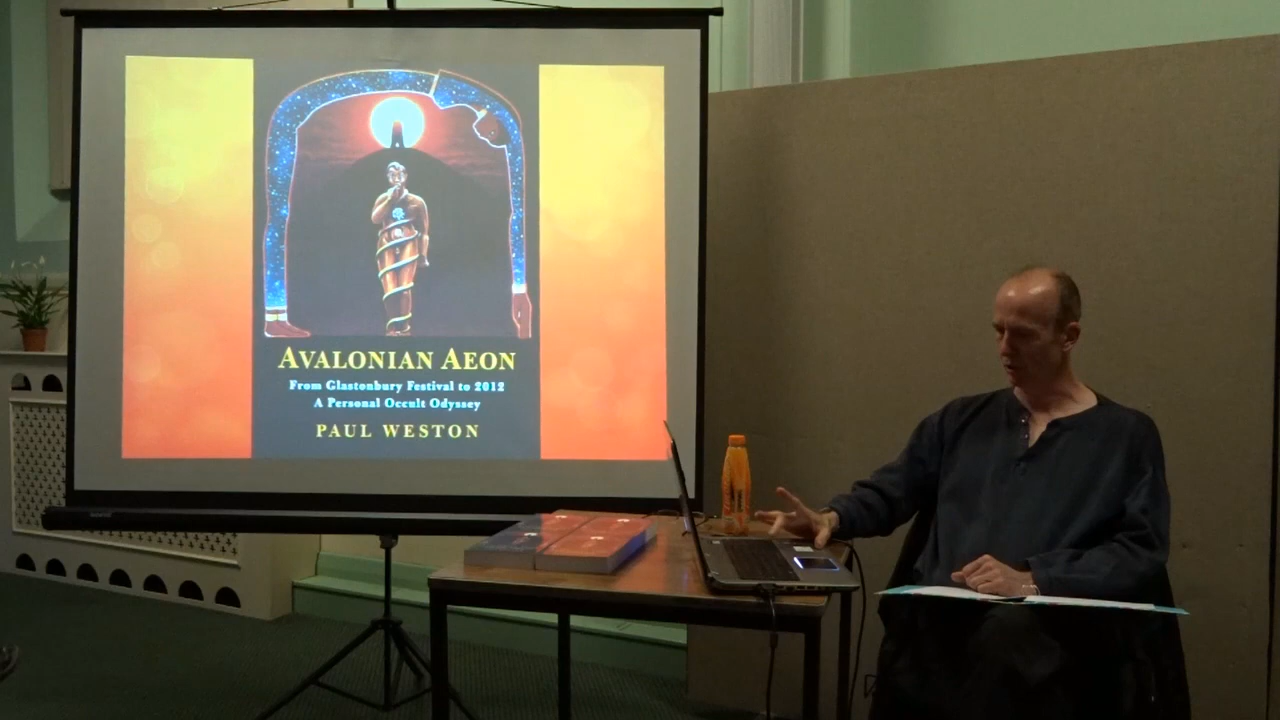 AVALONIAN AEON
From Glastonbury Festival to 2012
A Personal Occult Odyssey
PAUL WESTON